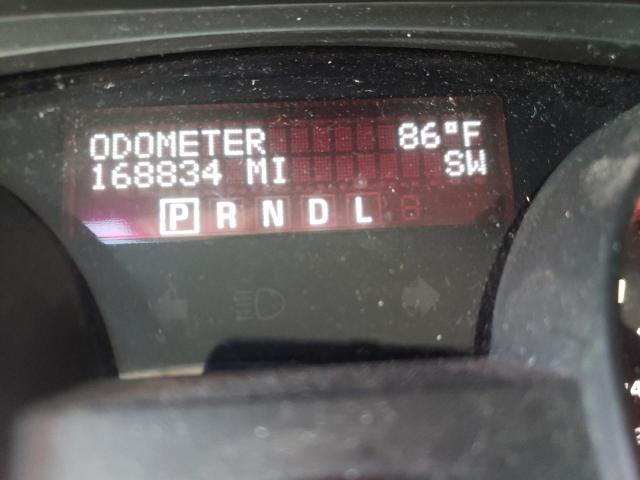 ODOMETER 86°F
168834 MI SW
P R N D L